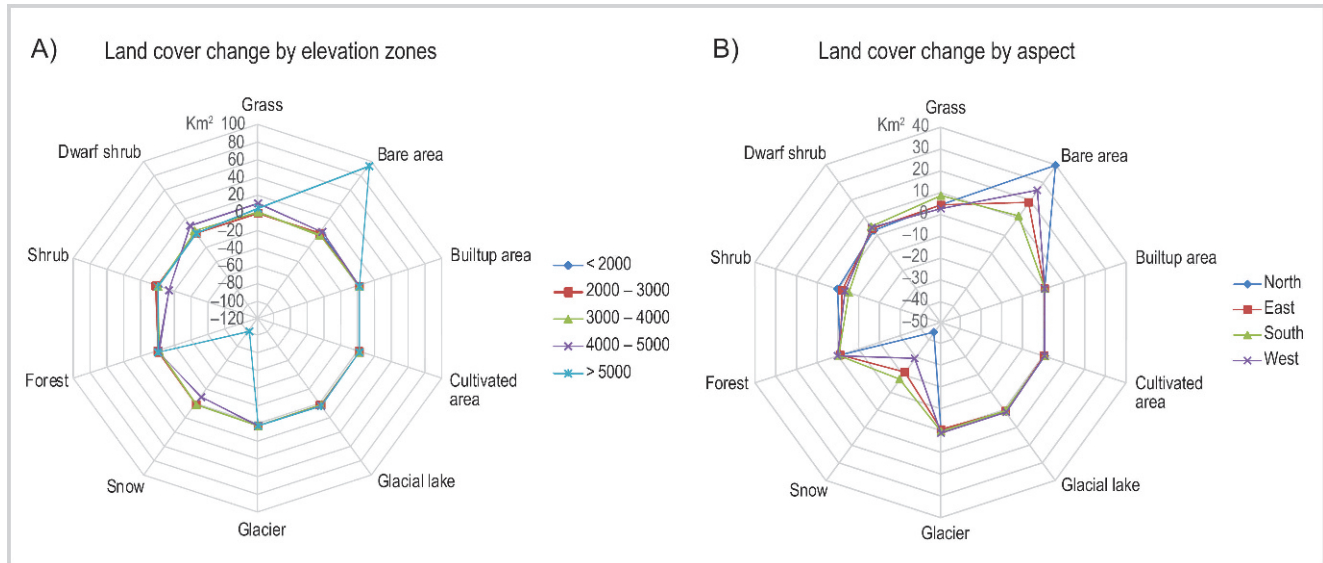 A) Land cover change by elevation zones
Grass
Km²
100
80
60
40
20
0
−20
−40
−60
−80
−100
−120
Bare area
Builtup area
Cultivated
area
Glacial lake
Glacier
Snow
Forest
Shrub
Dwarf shrub
< 2000
2000 – 3000
3000 – 4000
4000 – 5000
> 5000
B) Land cover change by aspect
Grass
Km²
40
30
20
10
0
−10
−20
−30
−40
−50
Bare area
Builtup area
Cultivated
area
Glacial lake
Glacier
Snow
Forest
Shrub
Dwarf shrub
North
East
South
West